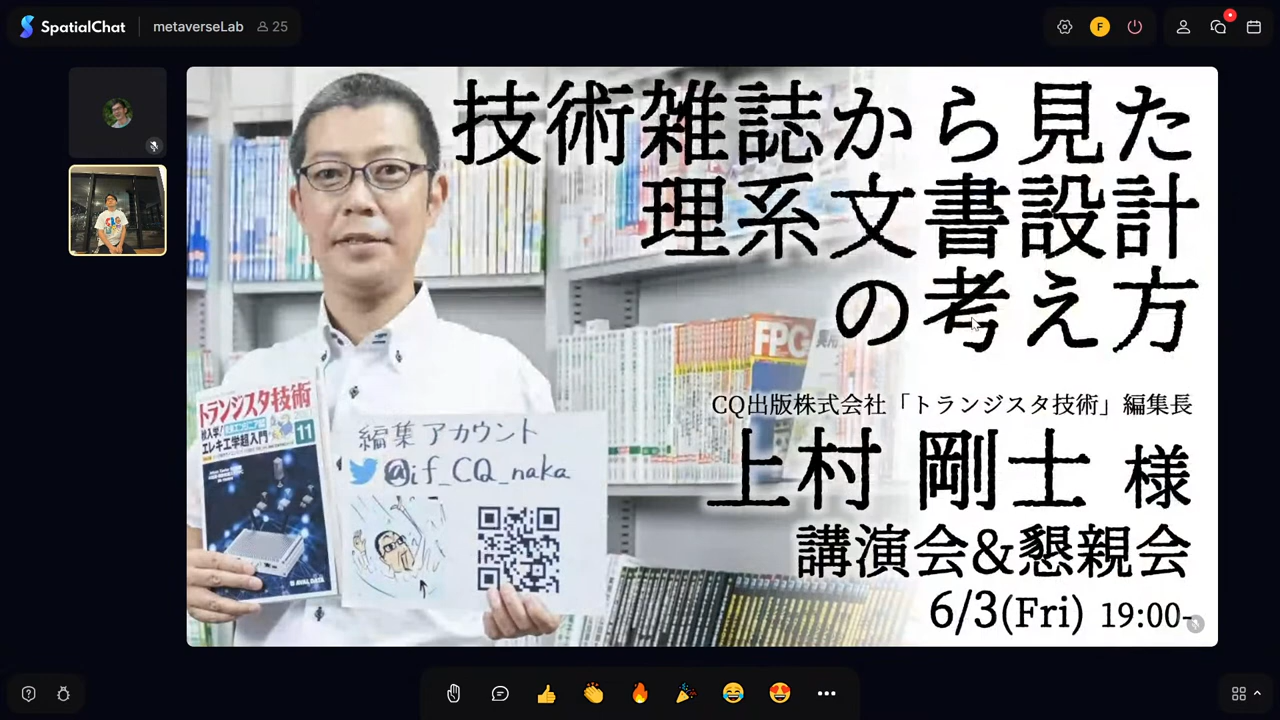 SpatialChat
metaverseLab
25
F
技術雑誌から見た
理系文書設計
の考え方
CQ出版株式会社「トランジスタ技術」編集長
上村 剛士 様
講演会&懇親会
6/3(Fri) 19:00-
トランジスタ技術
エレキ工学超入門
11
AVAL DATA
編集アカウント
@if_CQ_naka
FPG